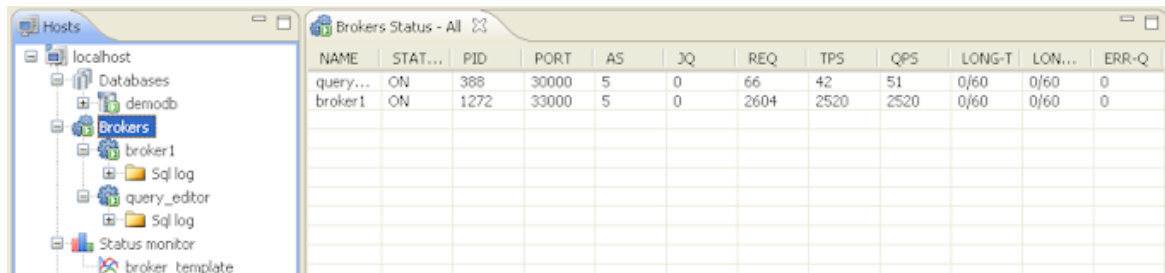 Hosts
localhost
Databases
demodb
Brokers
broker1
Sql log
query_editor
Sql log
Status monitor
broker_template
Brokers Status - All
NAME STAT... PID PORT AS JQ REQ TPS QPS LONG-T LON... ERR-Q
query... ON 388 30000 5 0 66 42 51 0/60 0/60 0
broker1 ON 1272 33000 5 0 2604 2520 2520 0/60 0/60 0